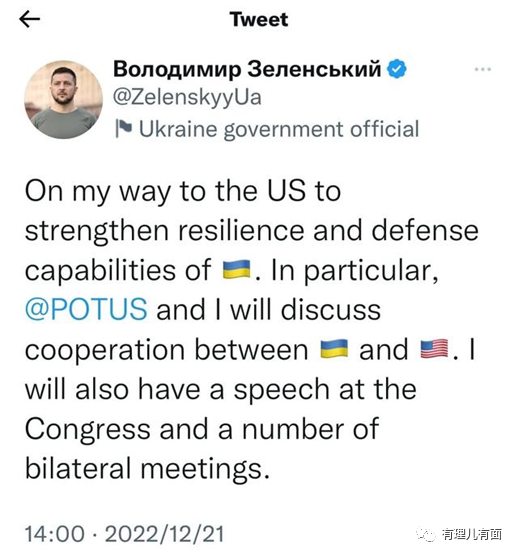 Tweet
Володимир Зеленський
@ZelenskyyUa
Ukraine government official
On my way to the US to
strengthen resilience and defense
capabilities of 🇺🇦. In particular,
@POTUS and I will discuss
cooperation between 🇺🇦 and 🇺🇸. I
will also have a speech at the
Congress and a number of
bilateral meetings.
14:00 · 2022/12/21
有理儿有面